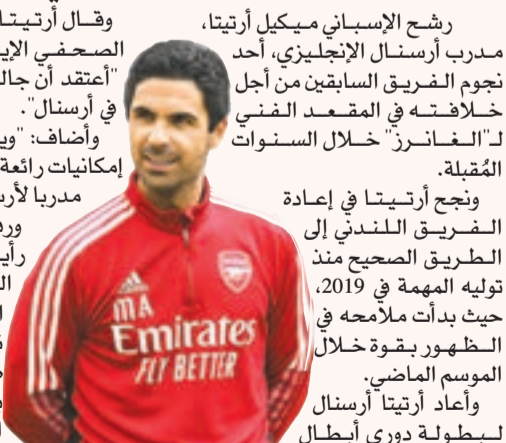 رشح الإسباني ميكيل أرتيتا،
مدرب أرسنال الإنجليزي، أحد
نجوم الفريق السابقين من أجل
خلافته في المقعد الفني
لـ"الغانرز" خلال السنوات
المُقبلة.
ونجح أرتيتا في إعادة
الفريق اللندني إلى
الطريق الصحيح منذ
توليه المهمة في 2019،
حيث بدأت ملامحه في
الظهور بقوة خلال
الموسم الماضي.
وأعاد أرتيتا أرسنال
لبطولة دوري أبطال
وقال أرتيتا
الصحفي
"أعتقد أن
في أرسنال".
وأضاف:
إمكانيات رائعة
مدربا
adidas
Arsenal
MA
Emirates
FLY BETTER